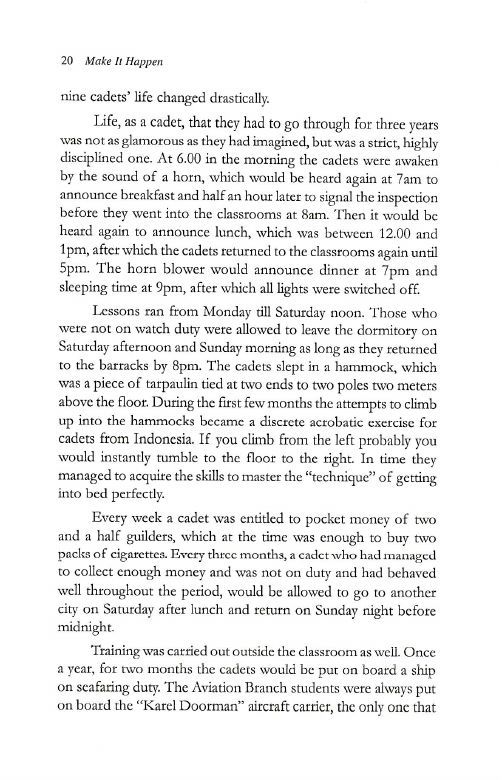 20 Make It Happen
nine cadets' life changed drastically.
Life, as a cadet, that they had to go through for three years
was not as glamorous as they had imagined, but was a strict, highly
disciplined one. At 6.00 in the morning the cadets were awaken
by the sound of a horn, which would be heard again at 7am to
announce breakfast and half an hour later to signal the inspection
before they went into the classrooms at 8am. Then it would be
heard again to announce lunch, which was between 12.00 and
1pm, after which the cadets returned to the classrooms again until
5pm. The horn blower would announce dinner at 7pm and
sleeping time at 9pm, after which all lights were switched off.
Lessons ran from Monday till Saturday noon. Those who
were not on watch duty were allowed to leave the dormitory on
Saturday afternoon and Sunday morning as long as they returned
to the barracks by 8pm. The cadets slept in a hammock, which
was a piece of tarpaulin tied at two ends to two poles two meters
above the floor. During the first few months the attempts to climb
up into the hammocks became a discrete acrobatic exercise for
cadets from Indonesia. If you climb from the left probably you
would instantly tumble to the floor to the right. In time they
managed to acquire the skills to master the "technique" of getting
into bed perfectly.
Every week a cadet was entitled to pocket money of two
and a half guilders, which at the time was enough to buy two
packs of cigarettes. Every three months, a cadet who had managed
to collect enough money and was not on duty and had behaved
well throughout the period, would be allowed to go to another
city on Saturday after lunch and return on Sunday night before
midnight.
Training was carried out outside the classroom as well. Once
a year, for two months the cadets would be put on board a ship
on seafaring duty. The Aviation Branch students were always put
on board the "Karel Doorman" aircraft carrier, the only one that